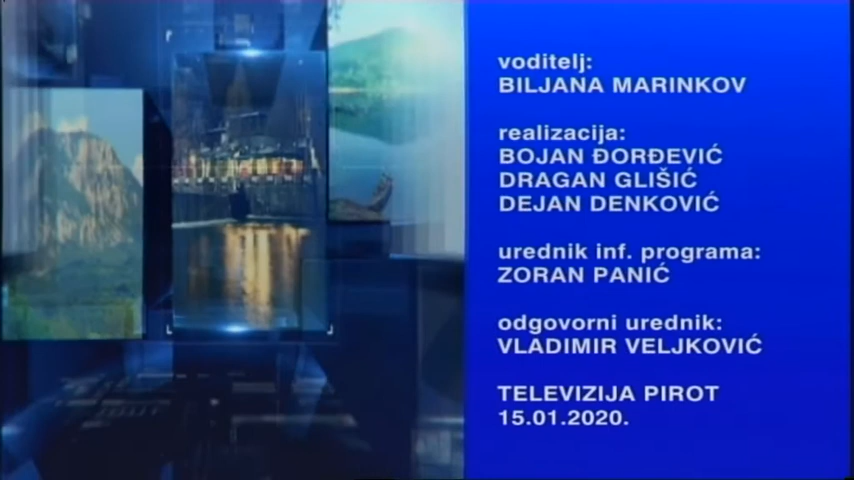 voditelj:
BILJANA MARINKOV
realizacija:
BOJAN ĐORĐEVIĆ
DRAGAN GLIŠIĆ
DEJAN DENKOVIĆ
urednik inf. programa:
ZORAN PANIĆ
odgovorni urednik:
VLADIMIR VELJKOVIĆ
TELEVIZIJA PIROT
15.01.2020.